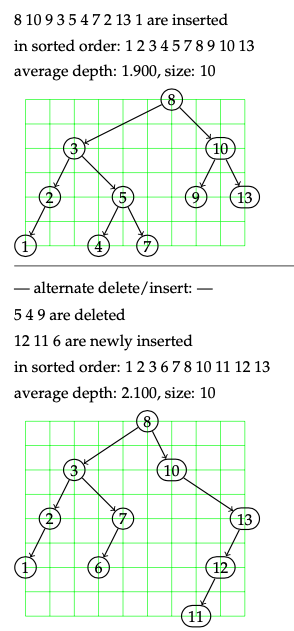 8 10 9 3 5 4 7 2 13 1 are inserted
in sorted order: 1 2 3 4 5 7 8 9 10 13
average depth: 1.900, size: 10
8
3 10
2 5 9 13
1 4 7
— alternate delete/insert: —
5 4 9 are deleted
12 11 6 are newly inserted
in sorted order: 1 2 3 6 7 8 10 11 12 13
average depth: 2.100, size: 10
8
3 10
2 7 13
1 6 12
11